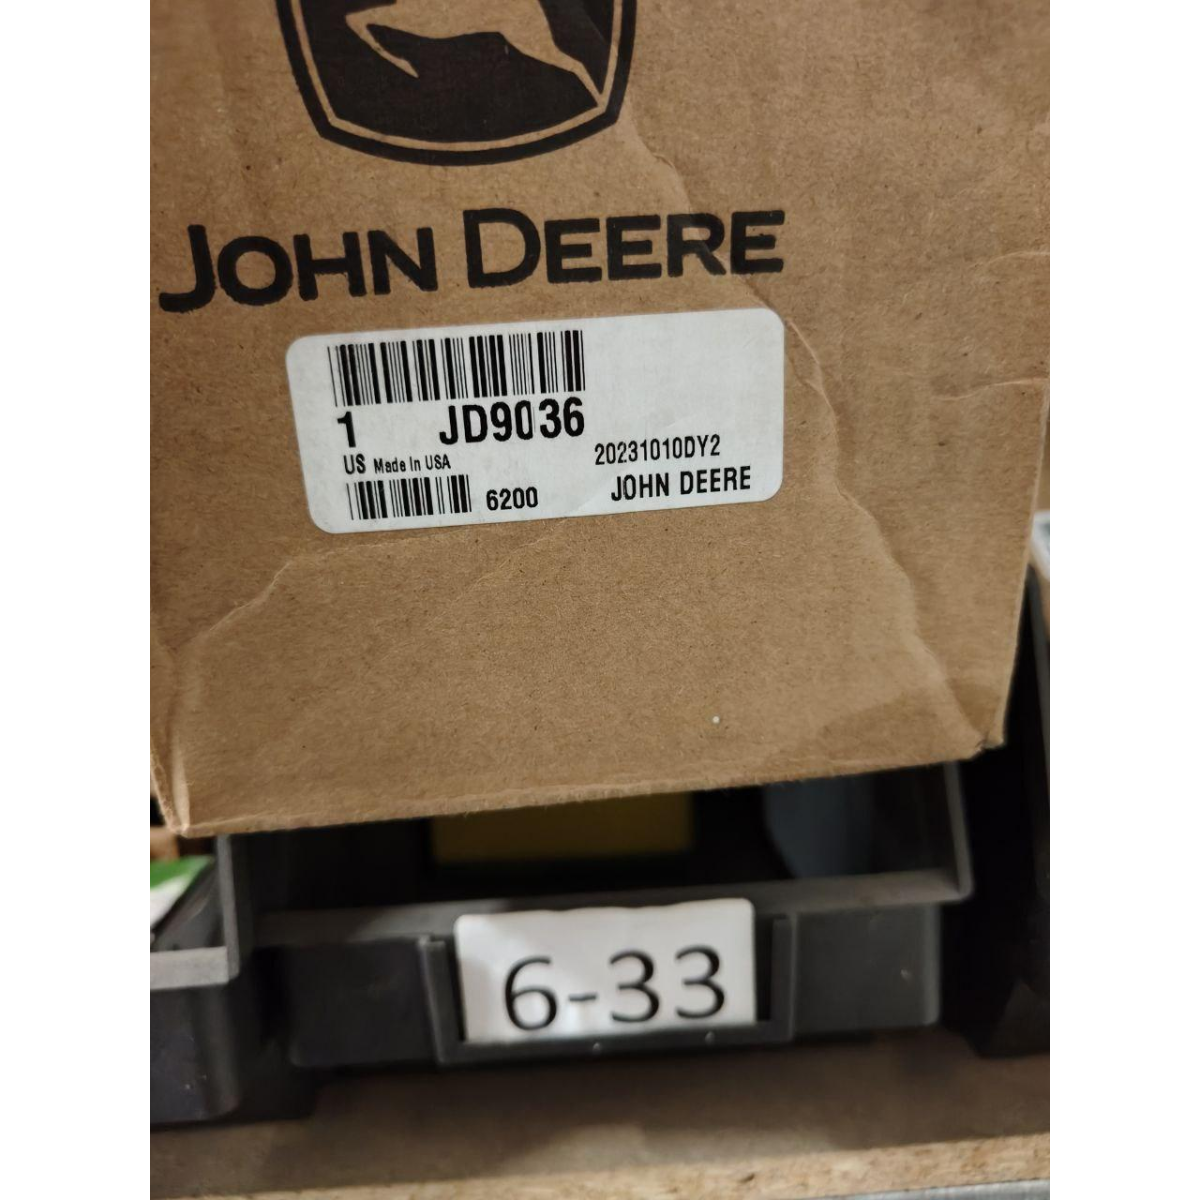 JOHN DEERE
1 JD9036
US Made In USA
20231010DY2
6200
JOHN DEERE
6-33